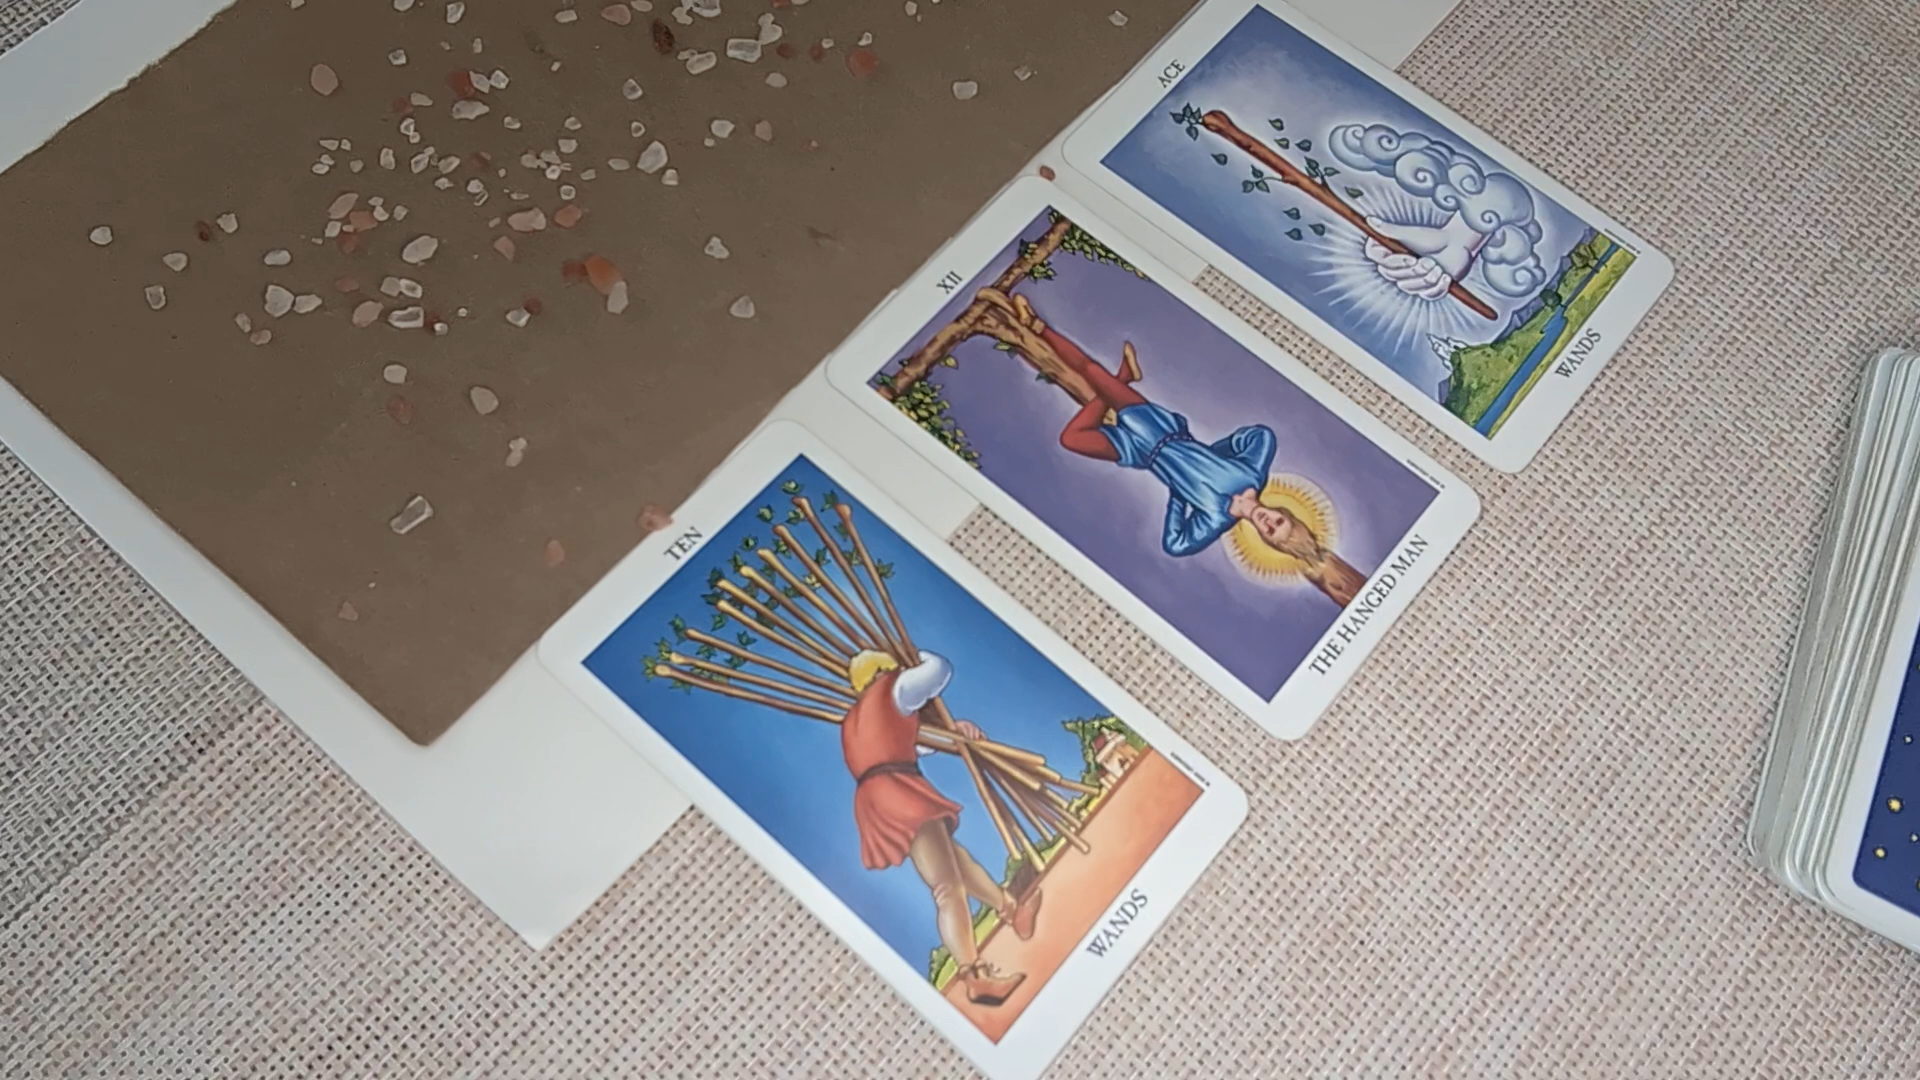 TEN
WANDS
XII
THE HANGED MAN
ACE
WANDS